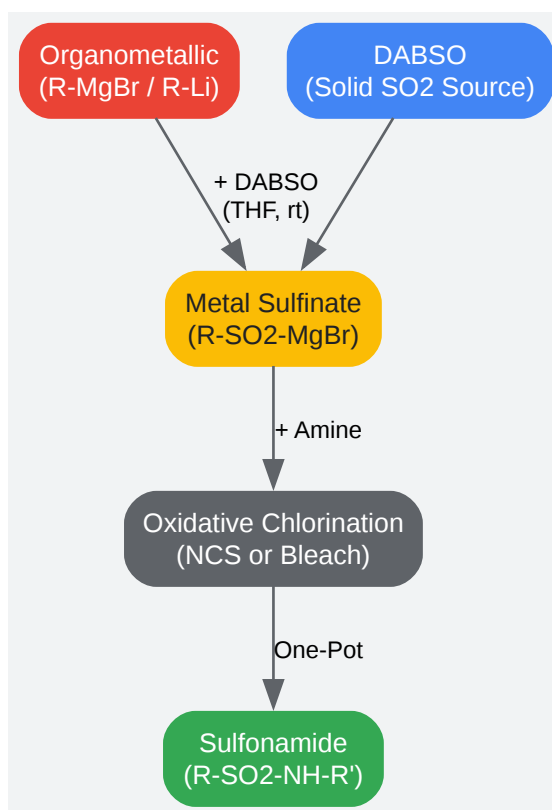 Organometallic
(R-MgBr / R-Li)
DABSO
(Solid SO2 Source)
+ DABSO
(THF, rt)
Metal Sulfinate
(R-SO2-MgBr)
+ Amine
Oxidative Chlorination
(NCS or Bleach)
One-Pot
Sulfonamide
(R-SO2-NH-R')